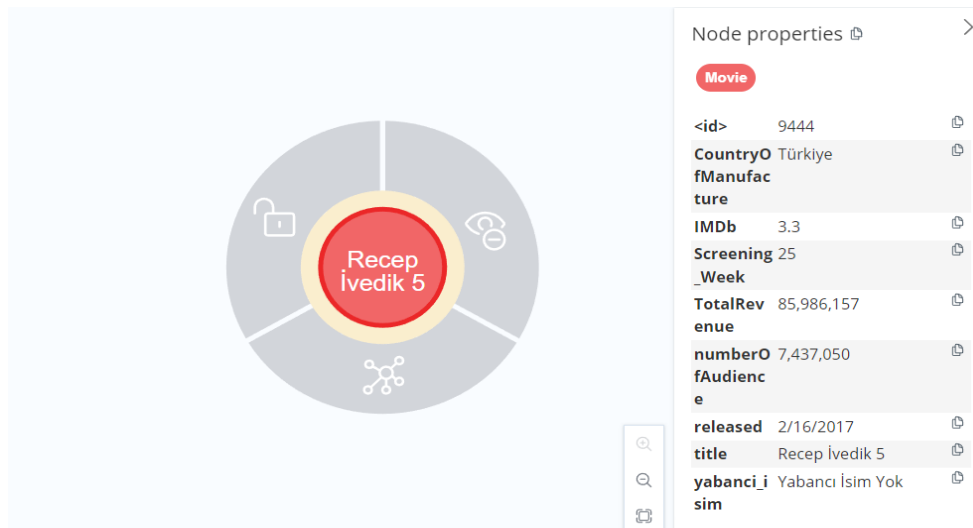 Recep
İvedik 5
Node properties
Movie
<id> 9444
CountryO Türkiye
fManufac
ture
IMDb 3.3
Screening 25
_Week
TotalRev 85,986,157
enue
numberO 7,437,050
fAudienc
e
released 2/16/2017
title Recep İvedik 5
yabanci_i Yabancı İsim Yok
sim